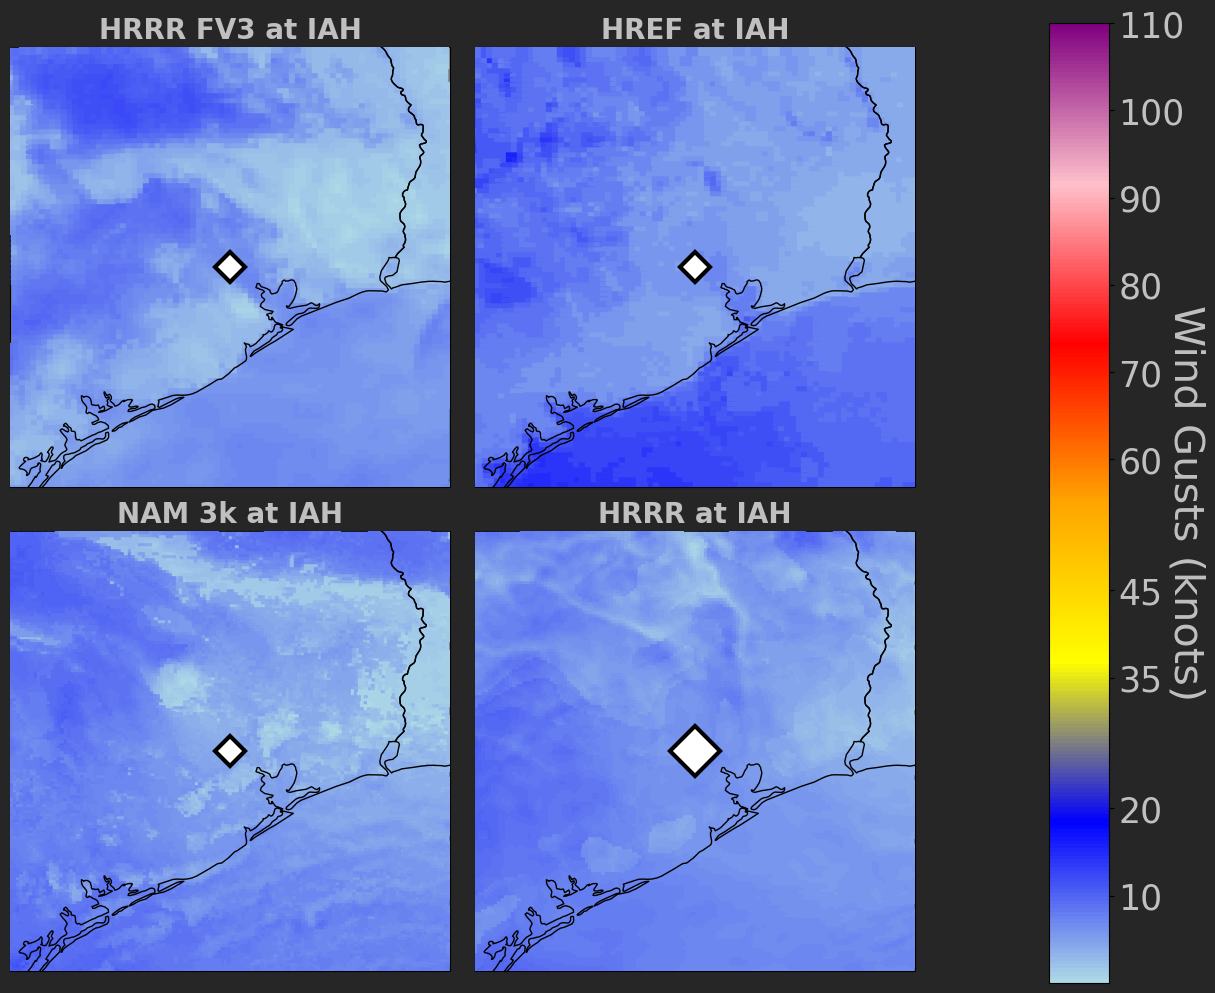 HRRR FV3 at IAH
HREF at IAH
NAM 3k at IAH
HRRR at IAH
110
100
90
80
70
60
45
35
20
10
Wind Gusts (knots)